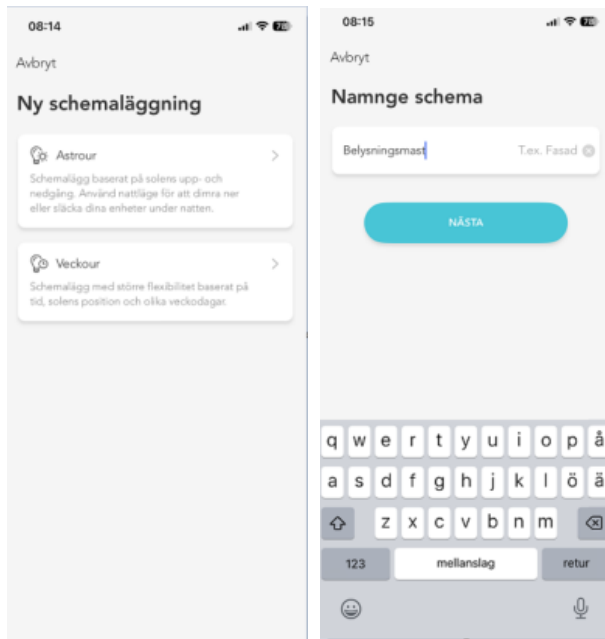 08:14
Avbryt
Ny schemaläggning
Astrour
Schemalägg baserat på solens upp- och
nedgång. Använd nattläge för att dimra ner
eller släcka dina enheter under natten.
Veckour
Schemalägg med större flexibilitet baserat på
tid, solens position och olika veckodagar.
08:15
Avbryt
Namnge schema
Belysningsmast T.ex. Fasad
NÄSTA
q w e r t y u i o p å
a s d f g h j k l ö ä
z x c v b n m
123 mellanslag retur